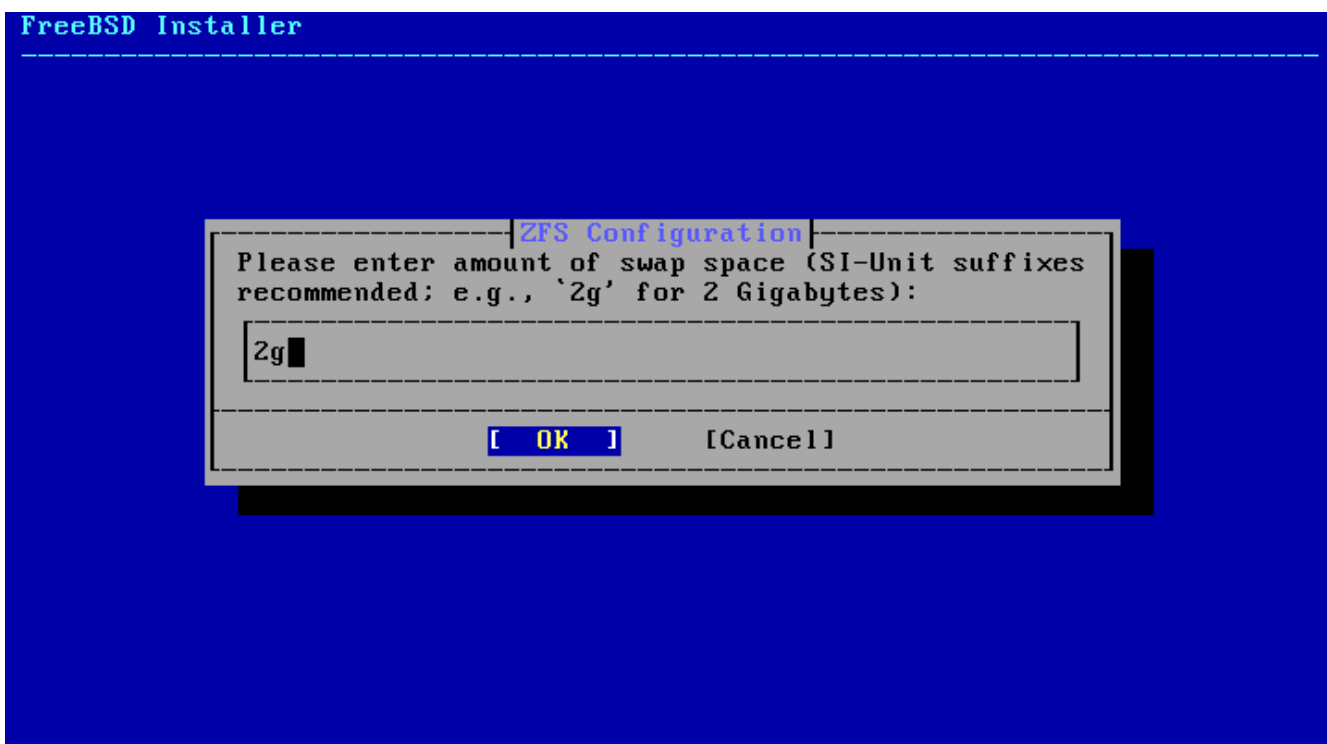 FreeBSD Installer
ZFS Configuration
Please enter amount of swap space (SI-Unit suffixes
recommended; e.g., `2g' for 2 Gigabytes):
2g
[ OK ] [Cancel]